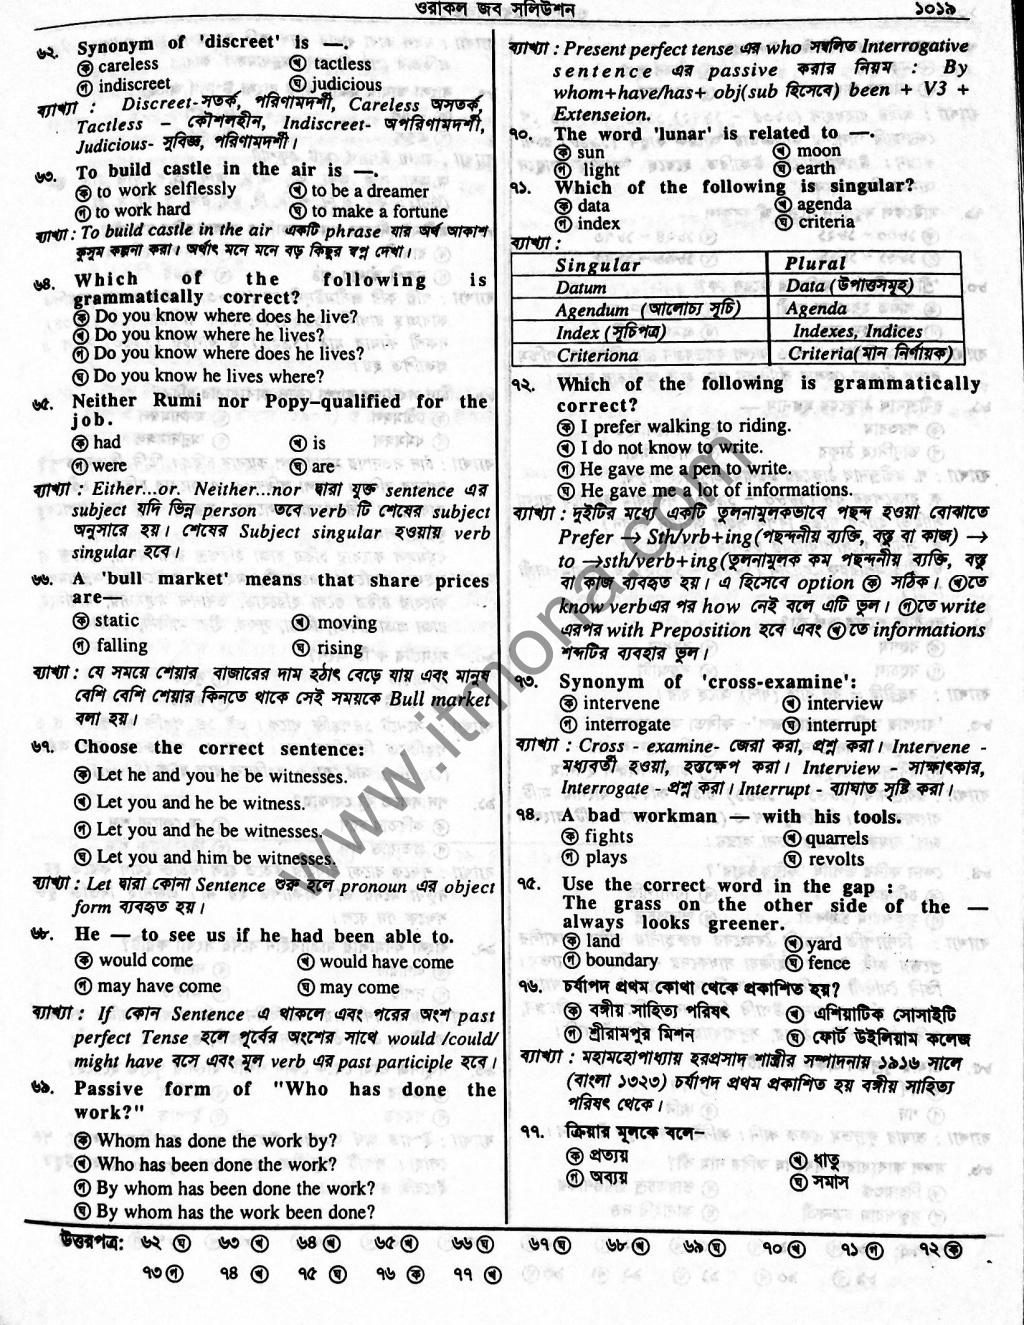 ওরাকল জব সলিউশন
১০১৯
৬২. Synonym of 'discreet' is —.
ⓚ careless ⓚ tactless
ⓖ indiscreet ⓖ judicious
ব্যাখ্যা : Discreet-সতর্ক, পরিণামদর্শী, Careless অসতর্ক,
Tactless – কৌশলহীন, Indiscreet- অপরিণামদর্শী,
Judicious- সুবিজ্ঞ, পরিণামদর্শী।
৬৩. To build castle in the air is —.
ক to work selflessly খ to be a dreamer
গ to work hard ঘ to make a fortune
ব্যাখ্যা : To build castle in the air একটি phrase যার অর্থ আকাশ
কুসুম কল্পনা করা। অর্থাৎ মনে মনে বড় কিছুর স্বপ্ন দেখা।
৬৪. Which of the following is
grammatically correct?
ক Do you know where does he live?
খ Do you know where he lives?
গ Do you know where does he lives?
ঘ Do you know he lives where?
৬৫. Neither Rumi nor Popy–qualified for the
job.
ক had খ is
গ were ঘ are
ব্যাখ্যা : Either...or. Neither...nor দ্বারা যুক্ত sentence এর
subject যদি ভিন্ন person তবে verb টি শেষের subject
অনুসারে হয়। শেষের Subject singular হওয়ায় verb
singular হবে।
৬৬. A 'bull market' means that share prices
are—
ক static খ moving
গ falling ঘ rising
ব্যাখ্যা : যে সময়ে শেয়ার বাজারের দাম হঠাৎ বেড়ে যায় এবং মানুষ
বেশি বেশি শেয়ার কিনতে থাকে সেই সময়কে Bull market
বলা হয়।
৬৭. Choose the correct sentence:
ক Let he and you he be witnesses.
খ Let you and he be witness.
গ Let you and he be witnesses.
ঘ Let you and him be witnesses.
ব্যাখ্যা : Let দ্বারা কোনা Sentence শুরু হলে pronoun এর object
form ব্যবহৃত হয়।
৬৮. He — to see us if he had been able to.
ক would come খ would have come
গ may have come ঘ may come
ব্যাখ্যা : If কোন Sentence এ থাকলে এবং পরের অংশ past
perfect Tense হলে পূর্বের অংশের সাথে would /could/
might have বসে এবং মূল verb এর past participle হবে।
৬৯. Passive form of "Who has done the
work?"
ক Whom has done the work by?
খ Who has been done the work?
গ By whom has been done the work?
ঘ By whom has the work been done?
ব্যাখ্যা : Present perfect tense এর who সম্বলিত Interrogative
sentence এর passive করার নিয়ম : By
whom+have/has+ obj(sub হিসেবে) been + V3 +
Extenseion.
৭০. The word 'lunar' is related to —.
ক sun খ moon
গ light ঘ earth
৭১. Which of the following is singular?
ক data খ agenda
গ index ঘ criteria
ব্যাখ্যা :
Singular Plural
Datum Data (উপাত্তসমূহ)
Agendum (আলোচ্য সূচি) Agenda
Index (সূচিপত্র) Indexes, Indices
Criteriona Criteria(মান নির্ণায়ক)
৭২. Which of the following is grammatically
correct?
ক I prefer walking to riding.
খ I do not know to write.
গ He gave me a pen to write.
ঘ He gave me a lot of informations.
ব্যাখ্যা : দুইটির মধ্যে একটি তুলনামূলকভাবে পছন্দ হওয়া বোঝাতে
Prefer → Sth/vrb+ing (পছন্দনীয় ব্যক্তি, বস্তু বা কাজ) →
to →sth/verb+ing (তুলনামূলক কম পছন্দনীয় ব্যক্তি, বস্তু
বা কাজ ব্যবহৃত হয়। এ হিসেবে option ক সঠিক। খ তে
know verb এর পর how নেই বলে এটি ভুল। গ তে write
এরপর with Preposition হবে এবং ঘ তে informations
শব্দটির ব্যবহার ভুল।
৭৩. Synonym of 'cross-examine':
ক intervene খ interview
গ interrogate ঘ interrupt
ব্যাখ্যা : Cross - examine- জেরা করা, প্রশ্ন করা। Intervene -
মধ্যবর্তী হওয়া, হস্তক্ষেপ করা। Interview - সাক্ষাৎকার,
Interrogate - প্রশ্ন করা। Interrupt - ব্যাঘাত সৃষ্টি করা।
৭৪. A bad workman — with his tools.
ক fights খ quarrels
গ plays ঘ revolts
৭৫. Use the correct word in the gap :
The grass on the other side of the —
always looks greener.
ক land খ yard
গ boundary ঘ fence
৭৬. চর্যাপদ প্রথম কোথা থেকে প্রকাশিত হয়?
ক বঙ্গীয় সাহিত্য পরিষৎ খ এশিয়াটিক সোসাইটি
গ শ্রীরামপুর মিশন ঘ ফোর্ট উইলিয়াম কলেজ
ব্যাখ্যা : মহামহোপাধ্যায় হরপ্রসাদ শাস্ত্রীর সম্পাদনায় ১৯১৬ সালে
(বাংলা ১৩২৩) চর্যাপদ প্রথম প্রকাশিত হয় বঙ্গীয় সাহিত্য
পরিষৎ থেকে।
৭৭. ক্রিয়ার মূলকে বলে–
ক প্রত্যয় খ ধাতু
গ অব্যয় ঘ সমাস
www.itmona.com
উত্তরপত্র: ৬২ ঘ ৬৩ খ ৬৪ খ ৬৫ খ ৬৬ ঘ ৬৭ ঘ ৬৮ খ ৬৯ ঘ ৭০ খ ৭১ গ ৭২ ক
৭৩ গ ৭৪ খ ৭৫ ঘ ৭৬ ক ৭৭ খ